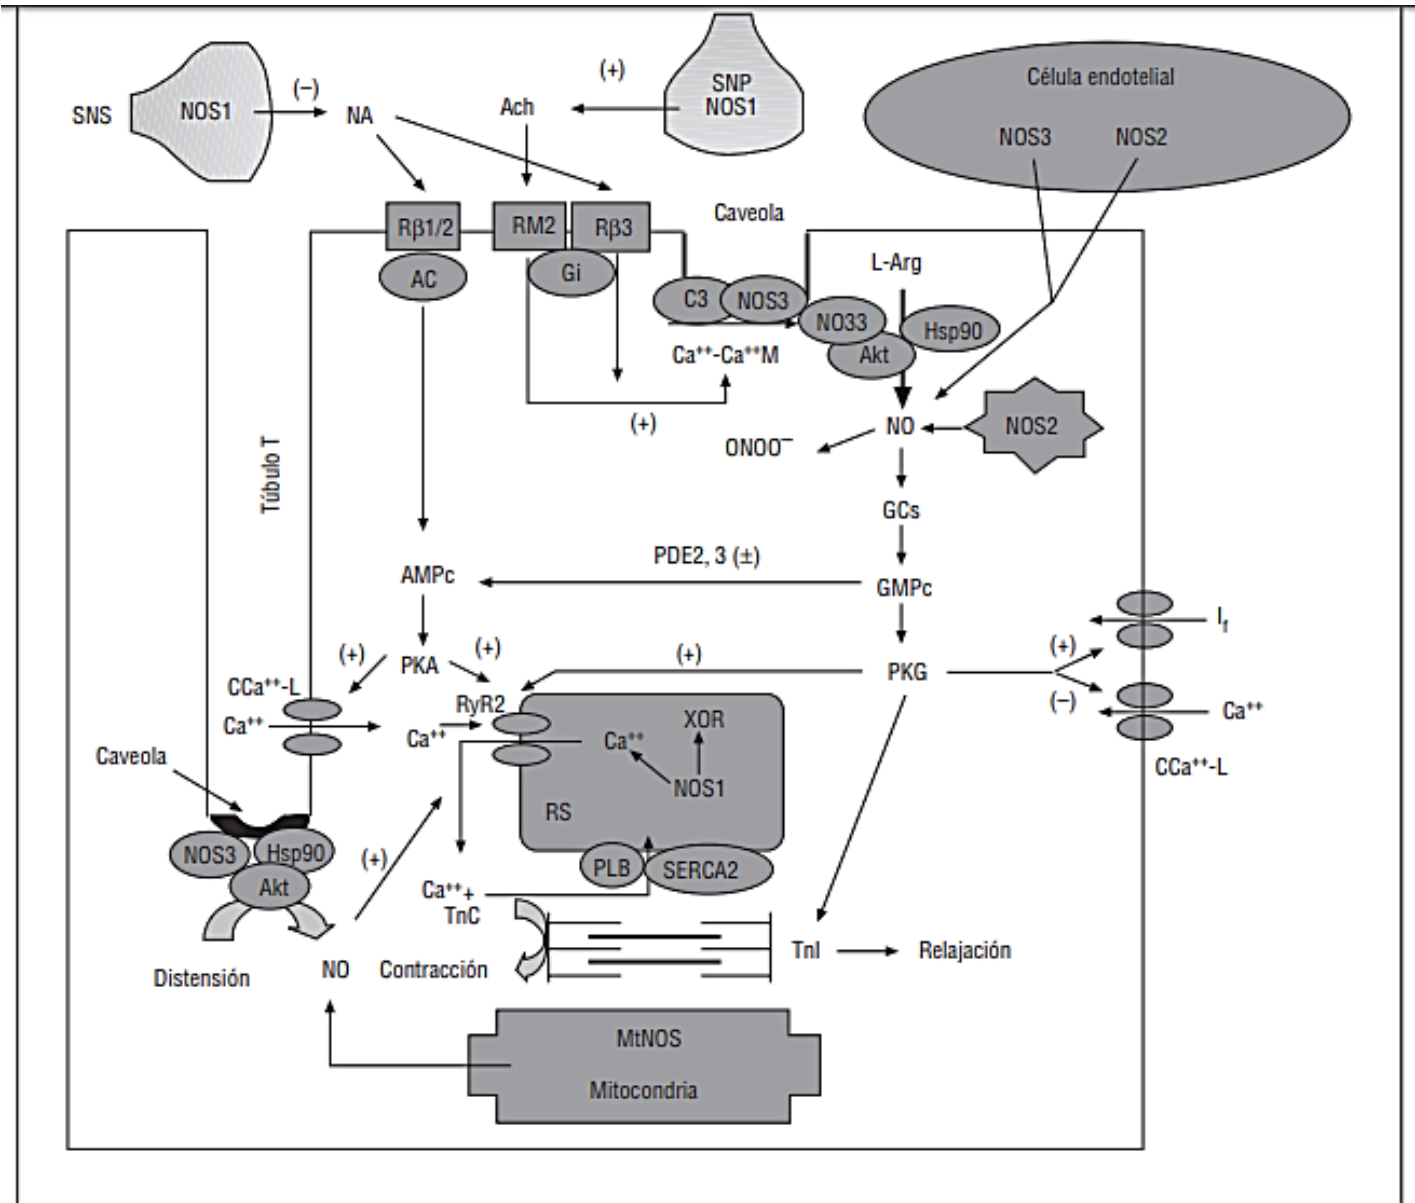 SNS
NOS1
(–)
NA
Ach
(+)
SNP
NOS1
Célula endotelial
NOS3
NOS2
Rβ1/2
AC
RM2
Rβ3
Gi
Caveola
C3
NOS3
L-Arg
NO33
Hsp90
Akt
Ca++-Ca++M
(+)
NO
NOS2
ONOO–
GCs
Túbulo T
AMPc
PDE2, 3 (±)
GMPc
If
(+)
PKA
(+)
(+)
PKG
(+)
(–)
CCa++-L
Ca++
RyR2
Ca++
Ca++
XOR
NOS1
RS
Ca++
CCa++-L
Caveola
NOS3
Hsp90
Akt
(+)
PLB
SERCA2
Ca+++
TnC
Distensión
NO
Contracción
TnI
Relajación
MtNOS
Mitocondria